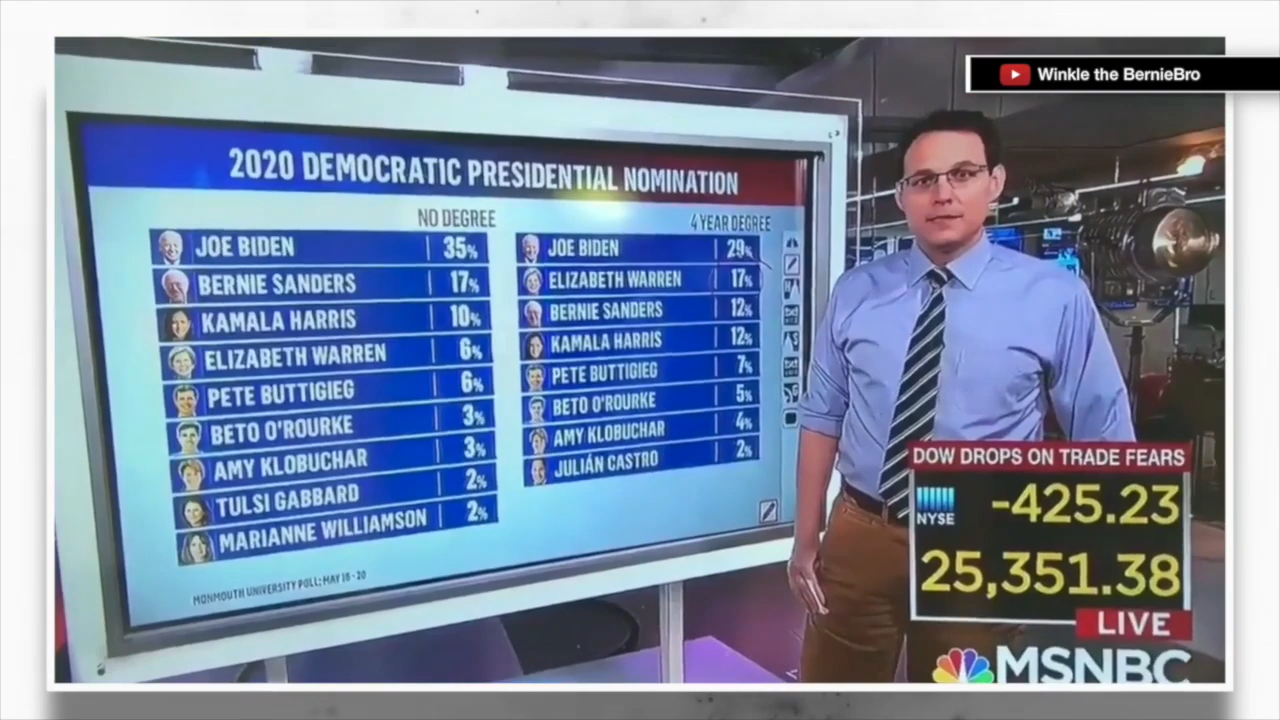 Winkle the BernieBro
2020 DEMOCRATIC PRESIDENTIAL NOMINATION
NO DEGREE
JOE BIDEN 35%
BERNIE SANDERS 17%
KAMALA HARRIS 10%
ELIZABETH WARREN 6%
PETE BUTTIGIEG 6%
BETO O'ROURKE 3%
AMY KLOBUCHAR 3%
TULSI GABBARD 2%
MARIANNE WILLIAMSON 2%
4 YEAR DEGREE
JOE BIDEN 29%
ELIZABETH WARREN 17%
BERNIE SANDERS 12%
KAMALA HARRIS 12%
PETE BUTTIGIEG 7%
BETO O'ROURKE 5%
AMY KLOBUCHAR 4%
JULIÁN CASTRO 2%
MONMOUTH UNIVERSITY POLL; MAY 16-20
DOW DROPS ON TRADE FEARS
NYSE -425.23
25,351.38
LIVE
MSNBC